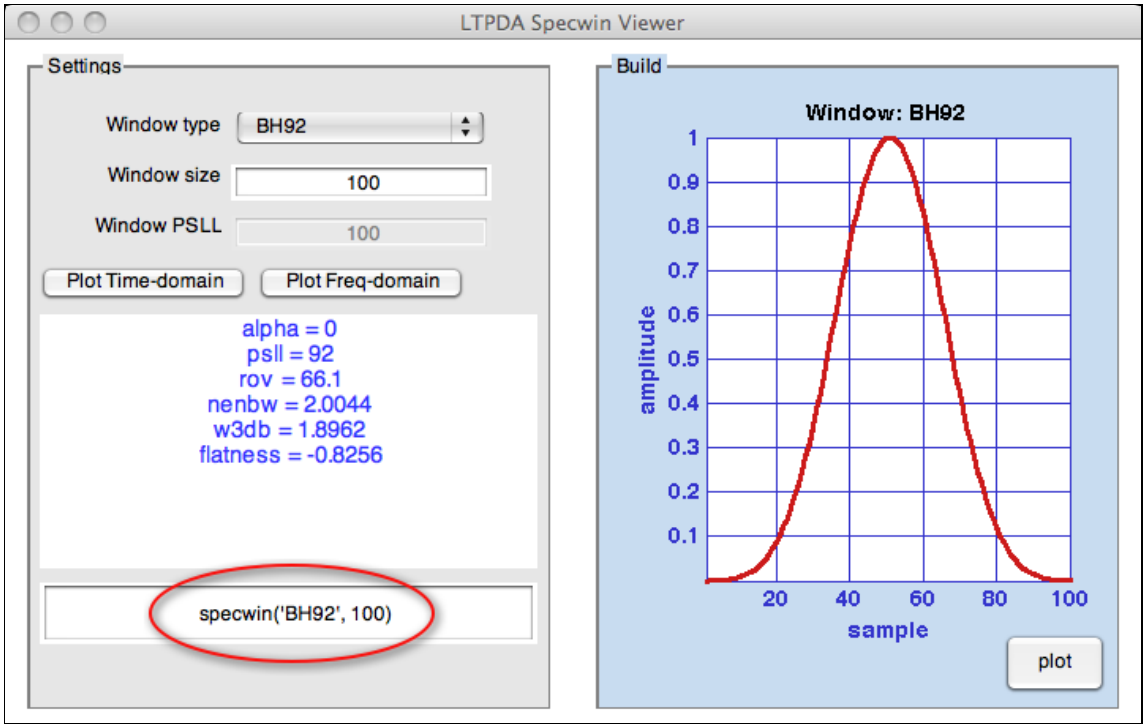 LTPDA Specwin Viewer
Settings
Window type BH92
Window size 100
Window PSLL 100
Plot Time-domain Plot Freq-domain
alpha = 0
psll = 92
rov = 66.1
nenbw = 2.0044
w3db = 1.8962
flatness = -0.8256
specwin('BH92', 100)
Build
Window: BH92
1
0.9
0.8
0.7
0.6
0.5
0.4
0.3
0.2
0.1
amplitude
20 40 60 80 100
sample
plot